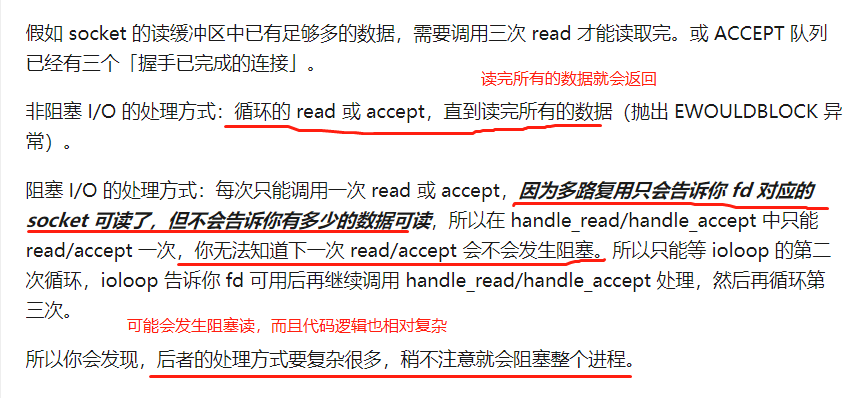 假如 socket 的读缓冲区中已有足够多的数据，需要调用三次 read 才能读取完。或 ACCEPT 队列
已经有三个「握手已完成的连接」。
读完所有的数据就会返回
非阻塞 I/O 的处理方式：循环的 read 或 accept，直到读完所有的数据（抛出 EWOULDBLOCK 异
常）。
阻塞 I/O 的处理方式：每次只能调用一次 read 或 accept，因为多路复用只会告诉你 fd 对应的
socket 可读了，但不会告诉你有多少的数据可读，所以在 handle_read/handle_accept 中只能
read/accept 一次，你无法知道下一次 read/accept 会不会发生阻塞。所以只能等 ioloop 的第二
次循环，ioloop 告诉你 fd 可用后再继续调用 handle_read/handle_accept 处理，然后再循环第
三次。
可能会发生阻塞读，而且代码逻辑也相对复杂
所以你会发现，后者的处理方式要复杂很多，稍不注意就会阻塞整个进程。